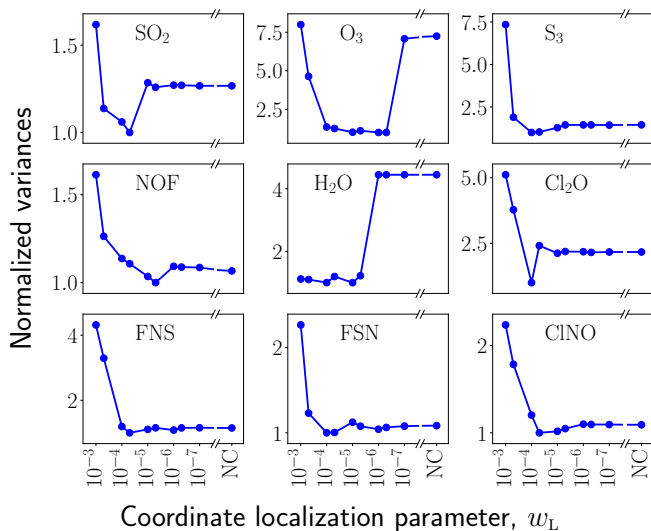 SO₂ O₃ S₃
1.5
1.0
7.5
5.0
2.5
7.5
5.0
2.5
Normalized variances
NOF H₂O Cl₂O
1.5
1.0
4
2
5.0
2.5
FNS FSN ClNO
4
2
2
1
2
1
10⁻³ 10⁻⁴ 10⁻⁵ 10⁻⁶ 10⁻⁷ NC
10⁻³ 10⁻⁴ 10⁻⁵ 10⁻⁶ 10⁻⁷ NC
10⁻³ 10⁻⁴ 10⁻⁵ 10⁻⁶ 10⁻⁷ NC
Coordinate localization parameter, w_L